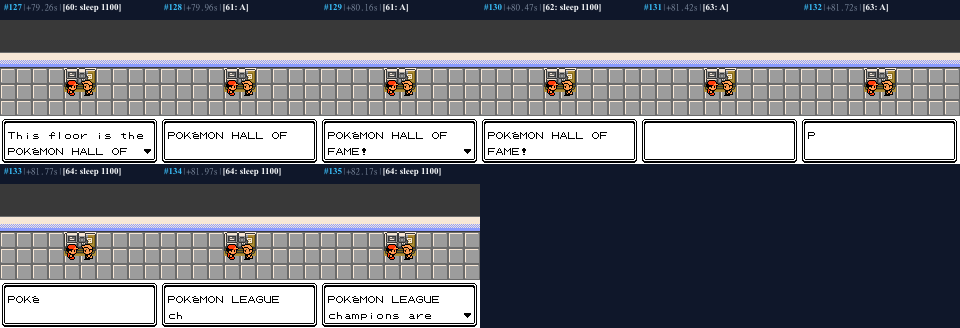 #127 | +79.26s | [60: sleep 1100]
#128 | +79.96s | [61: A]
#129 | +80.16s | [61: A]
#130 | +80.47s | [62: sleep 1100]
#131 | +81.42s | [63: A]
#132 | +81.72s | [63: A]
This floor is the
POKéMON HALL OF ▼
POKéMON HALL OF
POKéMON HALL OF
FAME! ▼
POKéMON HALL OF
FAME!
P
#133 | +81.77s | [64: sleep 1100]
#134 | +81.97s | [64: sleep 1100]
#135 | +82.17s | [64: sleep 1100]
POKé
POKéMON LEAGUE
ch
POKéMON LEAGUE
champions are ▼